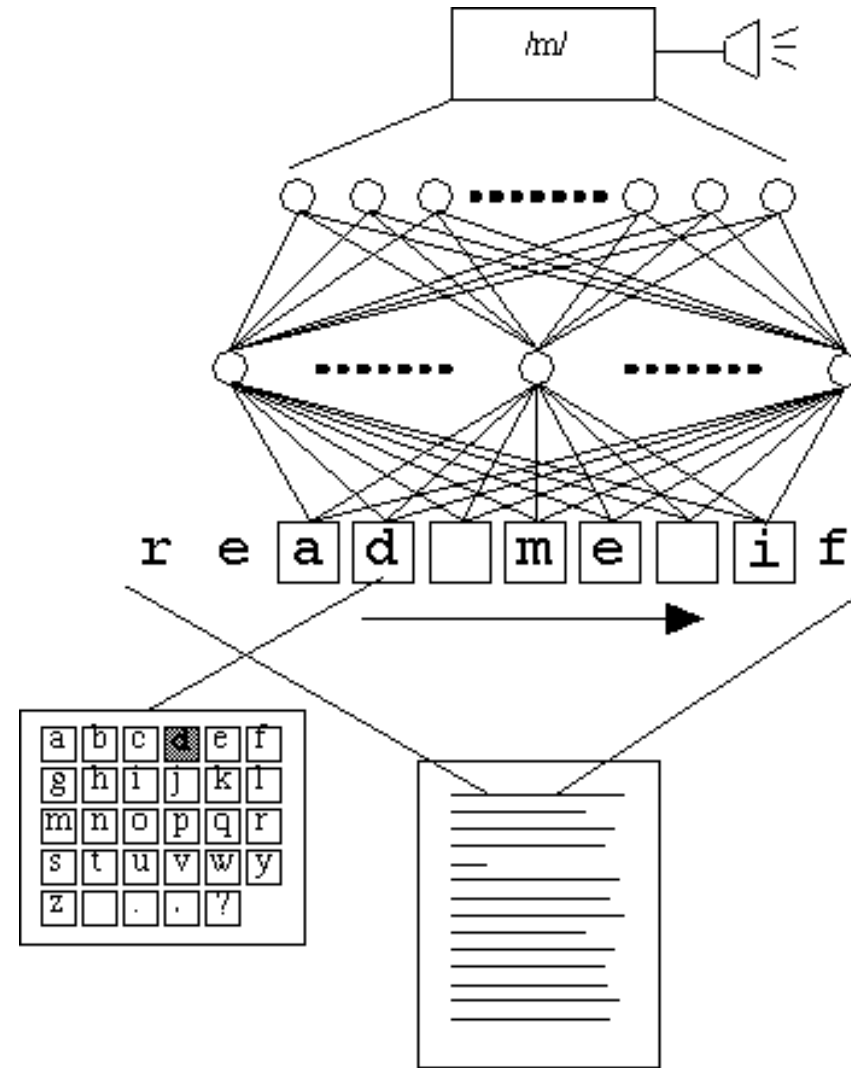 /m/
r e a d m e i f
a b c d e f
g h i j k l
m n o p q r
s t u v w y
z . , ?